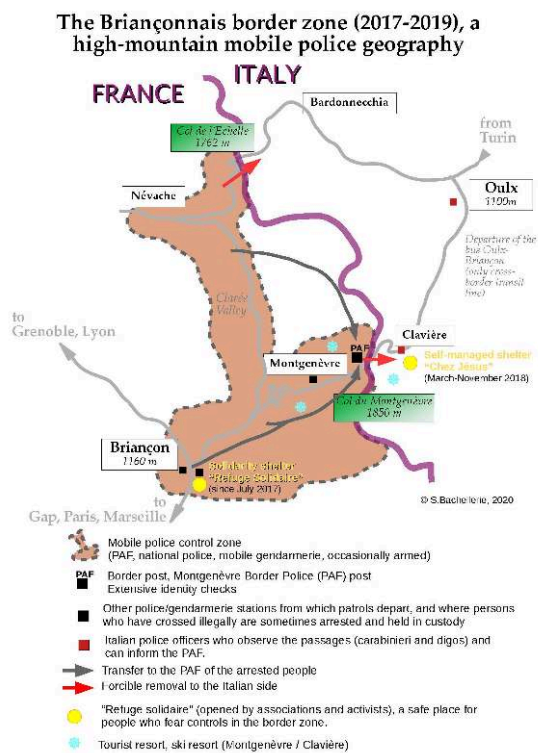 The Briançonnais border zone (2017-2019), a
high-mountain mobile police geography
ITALY
FRANCE
Bardonnecchia
Col de l'Echelle
1762 m
from
Turin
Oulx
1100m
Névache
Departure of the
bus Oulx-
Briançon
(only cross-
border transit
line)
Clarée
Valley
to
Grenoble, Lyon
PAF
Clavière
Self-managed shelter
"Chez Jésus"
(March-November 2018)
Montgenèvre
Col du Montgenèvre
1850 m
Briançon
1160 m
Solidarity shelter
"Refuge Solidaire"
(since July 2017)
to
Gap, Paris, Marseille
© S.Bachellerie, 2020
Mobile police control zone
(PAF, national police, mobile gendarmerie, occasionally armed)
PAF
Border post, Montgenèvre Border Police (PAF) post
Extensive identity checks
Other police/gendarmerie stations from which patrols depart, and where persons
who have crossed illegally are sometimes arrested and held in custody
Italian police officers who observe the passages (carabinieri and digos) and
can inform the PAF.
Transfer to the PAF of the arrested people
Forcible removal to the Italian side
"Refuge solidaire" (opened by associations and activists), a safe place for
people who fear controls in the border zone.
Tourist resort, ski resort (Montgenèvre / Clavière)